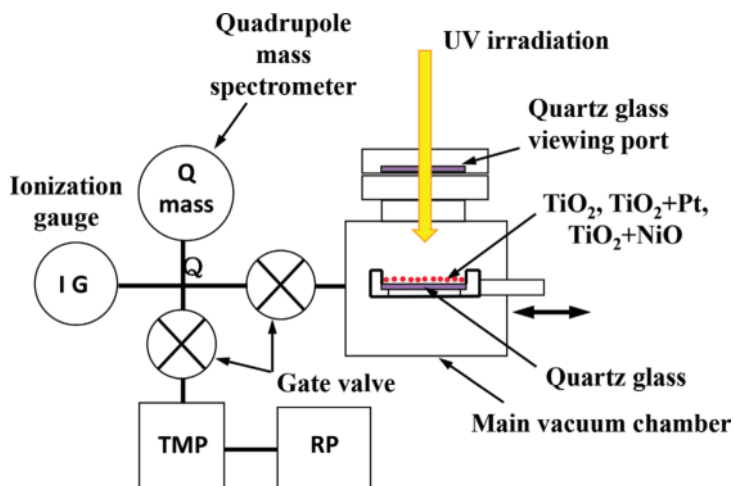 Quadrupole
mass
spectrometer
UV irradiation
Quartz glass
viewing port
Ionization
gauge
Q
mass
TiO₂, TiO₂+Pt,
TiO₂+NiO
I G
Q
Gate valve
Quartz glass
Main vacuum chamber
TMP
RP